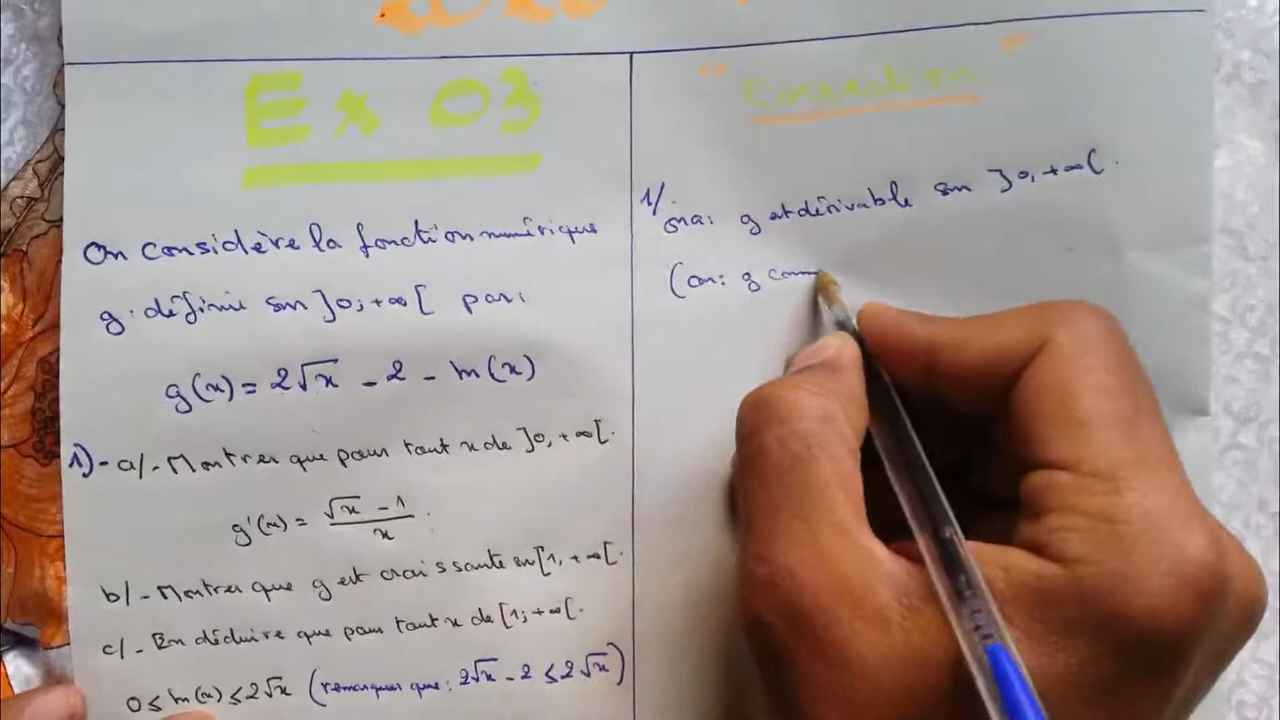 Ex 03
On considère la fonction numérique
g : définie sur ]0; +∞[ par:
g(x) = 2√x - 2 - ln(x)
1)- a/- Montrer que pour tout x de ]0, +∞[.
g'(x) = (√x - 1)/x.
b/- Montrer que g est croissante sur [1, +∞[.
c/- En déduire que pour tout x de [1; +∞[.
0 ≤ ln(x) ≤ 2√x (remarquer que: 2√x - 2 ≤ 2√x)
"Correction"
1/. ona: g est dérivable sur ]0, +∞[.
(car: g comm